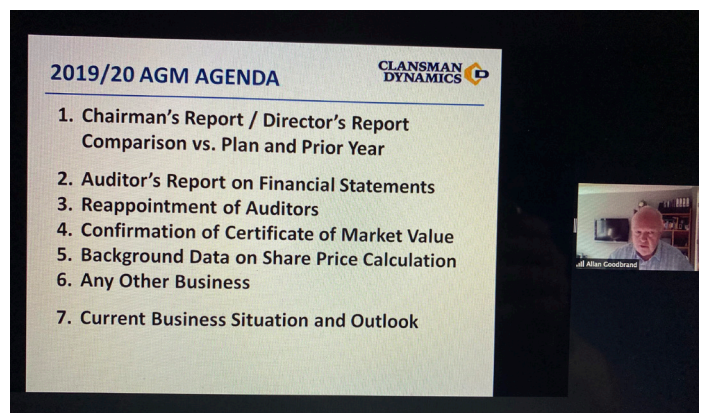 2019/20 AGM AGENDA
CLANSMAN
DYNAMICS
1. Chairman's Report / Director's Report
Comparison vs. Plan and Prior Year
2. Auditor's Report on Financial Statements
3. Reappointment of Auditors
4. Confirmation of Certificate of Market Value
5. Background Data on Share Price Calculation
6. Any Other Business
7. Current Business Situation and Outlook
Allan Goodbrand